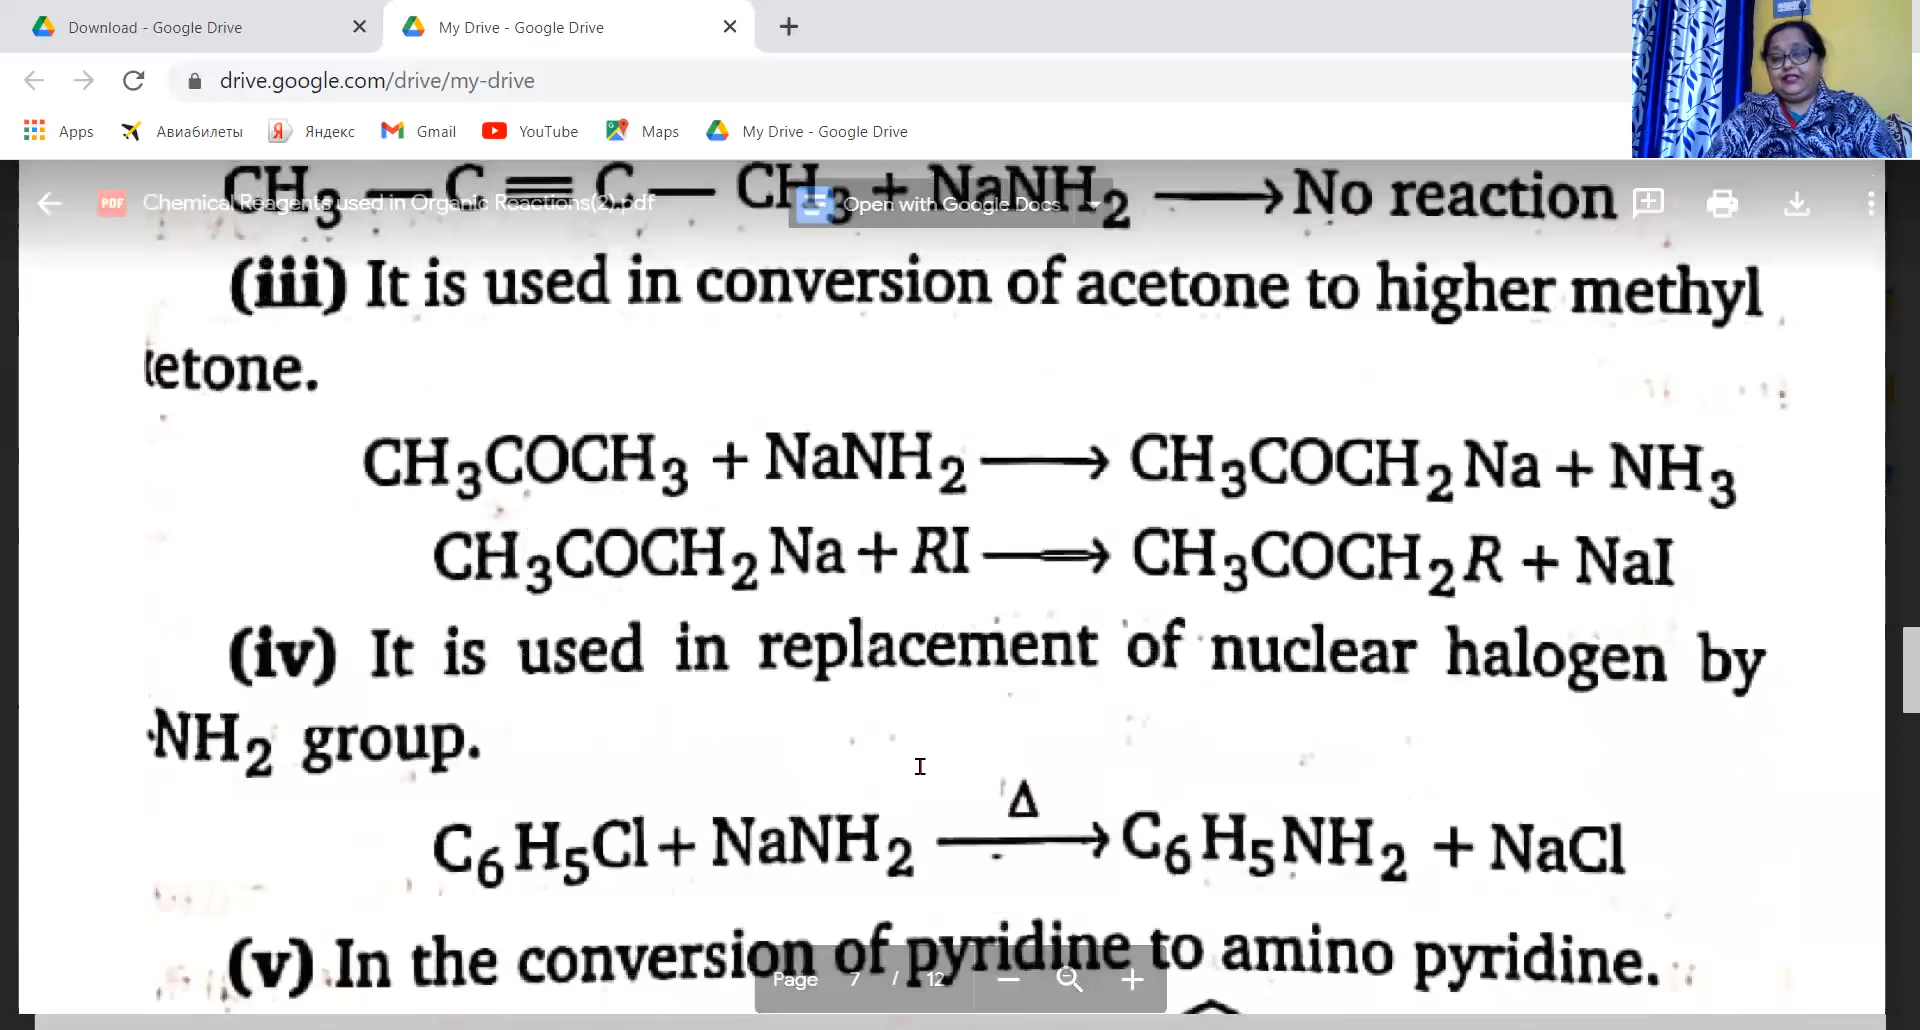 Download - Google Drive
My Drive - Google Drive
drive.google.com/drive/my-drive
Apps
Авиабилеты
Яндекс
Gmail
YouTube
Maps
My Drive - Google Drive
CH₃ — C ≡ C — CH₃ + NaNH₂ ⟶ No reaction
PDF Chemical Reagents used in Organic Reactions(2).pdf
Open with Google Docs
(iii) It is used in conversion of acetone to higher methyl
etone.
CH₃COCH₃ + NaNH₂ ⟶ CH₃COCH₂Na + NH₃
CH₃COCH₂Na + RI ⟶ CH₃COCH₂R + NaI
(iv) It is used in replacement of nuclear halogen by
NH₂ group.
Δ
C₆H₅Cl + NaNH₂ ⟶ C₆H₅NH₂ + NaCl
(v) In the conversion of pyridine to amino pyridine.
Page 7 / 12